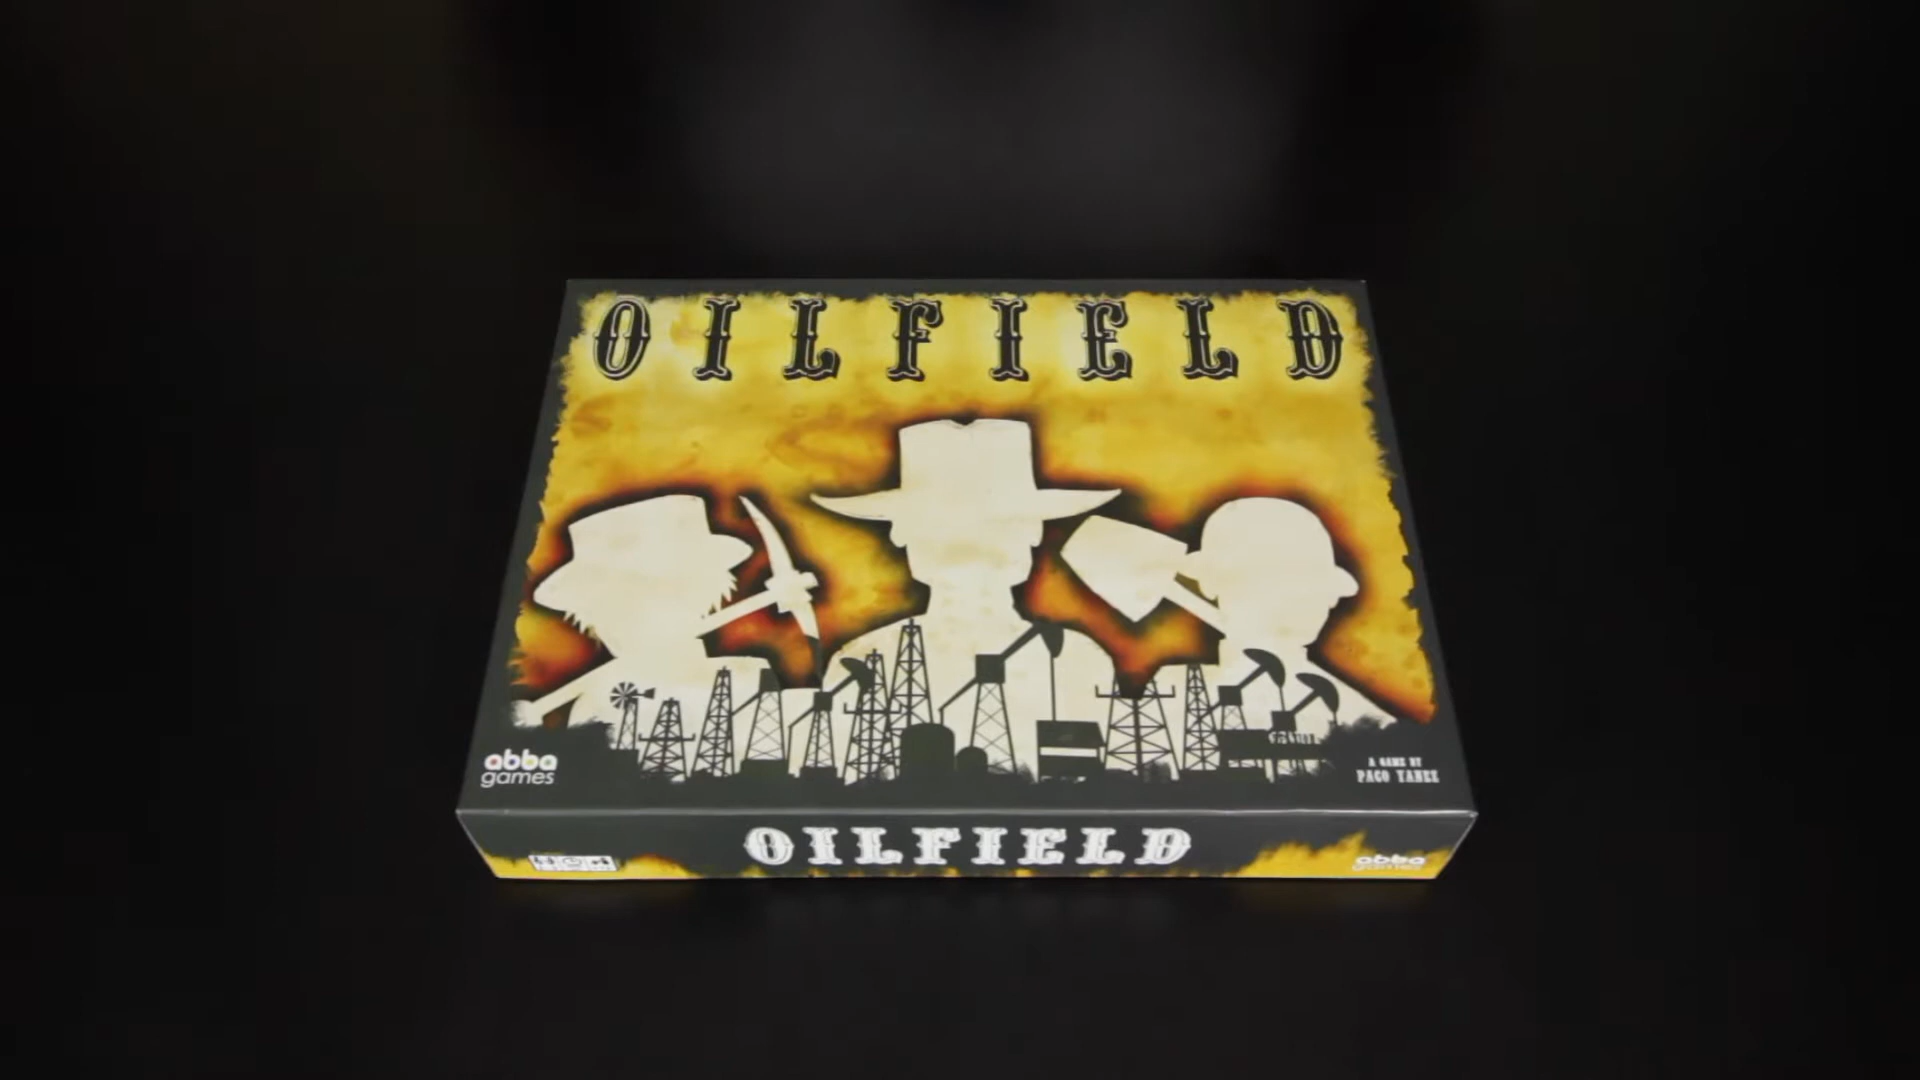 OILFIELD
abba
games
A GAME BY
PACO YANEZ
OILFIELD
abba
games